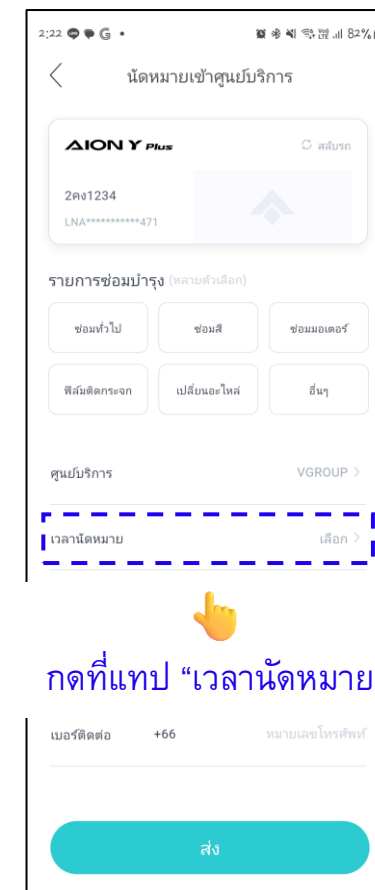 2:22 G • 82%
นัดหมายเข้าศูนย์บริการ
AION Y Plus
สลับรถ
2คง1234
LNA***********471
รายการซ่อมบำรุง (หลายตัวเลือก)
ซ่อมทั่วไป ซ่อมสี ซ่อมมอเตอร์
ฟิล์มติดกระจก เปลี่ยนอะไหล่ อื่นๆ
ศูนย์บริการ VGROUP >
เวลานัดหมาย เลือก >
กดที่แทป “เวลานัดหมาย
เบอร์ติดต่อ +66 หมายเลขโทรศัพท์
ส่ง